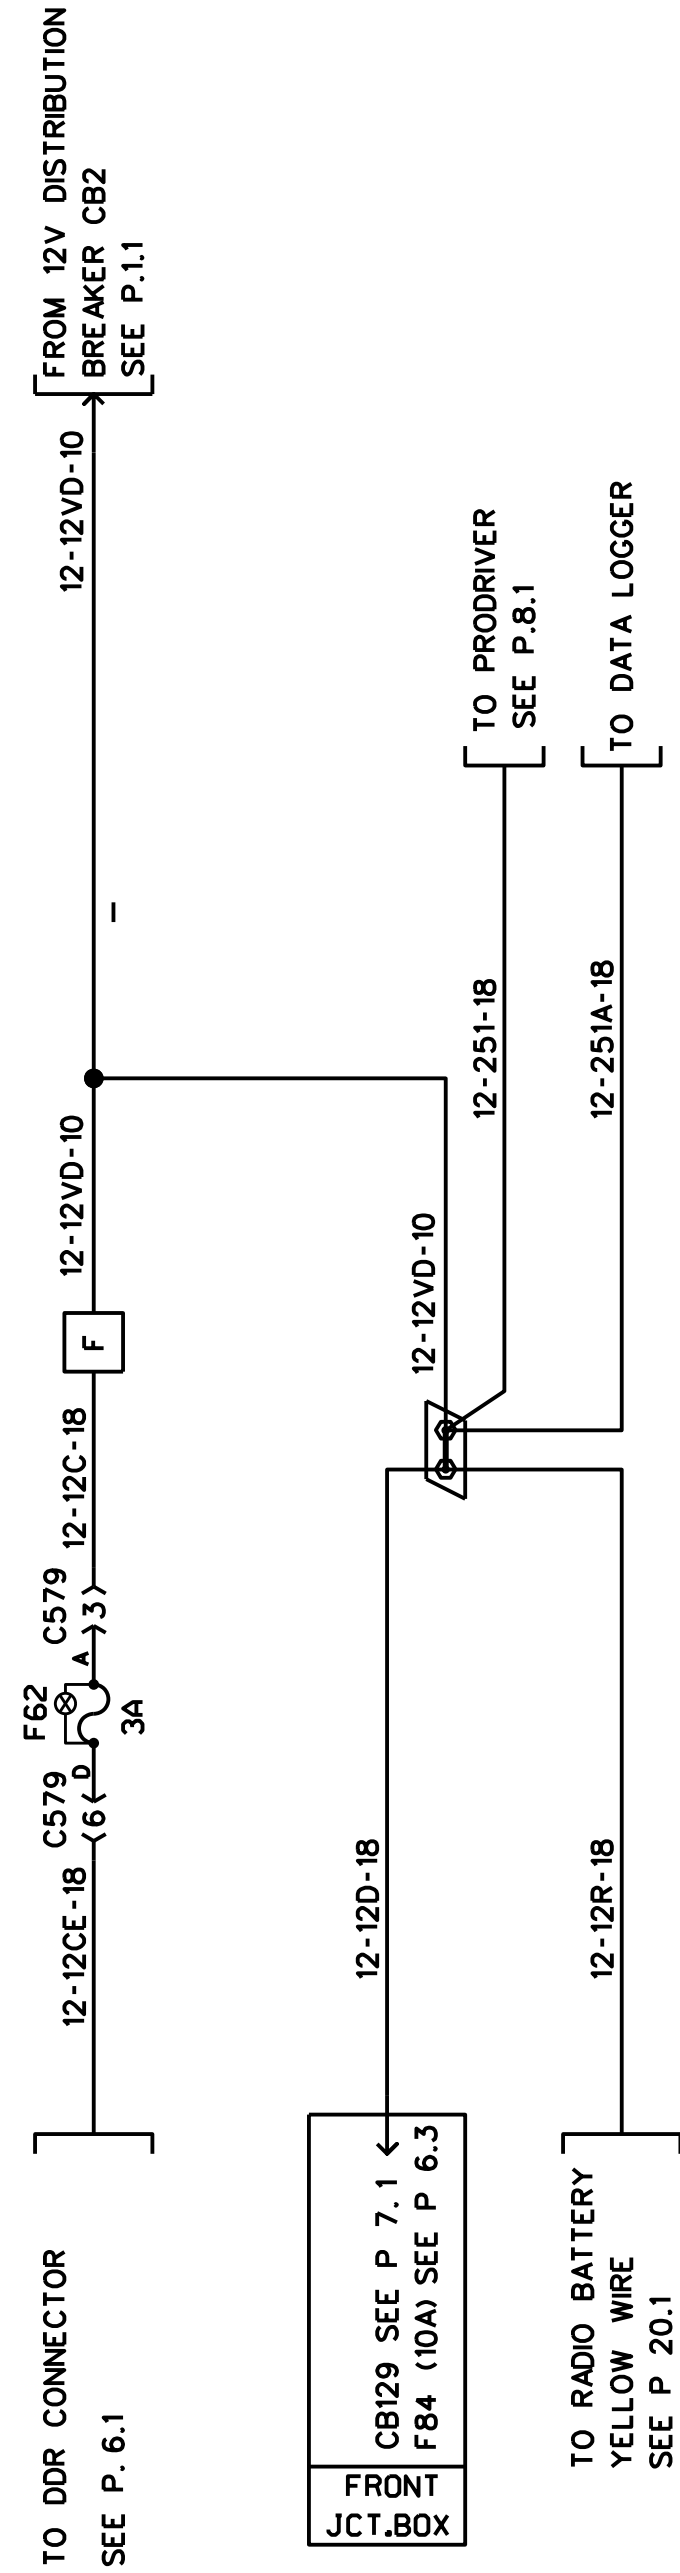 FROM 12V DISTRIBUTION
BREAKER CB2
SEE P.1.1
12-12VD-10
TO PRODRIVER
SEE P.8.1
TO DATA LOGGER
12-251-18
12-251A-18
12-12VD-10
12-12VD-10
F
12-12C-18
C579
3
A
F62
3A
D
C579
6
12-12CE-18
12-12D-18
12-12R-18
TO DDR CONNECTOR
SEE P. 6.1
CB129 SEE P 7. 1
F84 (10A) SEE P 6.3
FRONT
JCT.BOX
TO RADIO BATTERY
YELLOW WIRE
SEE P 20.1